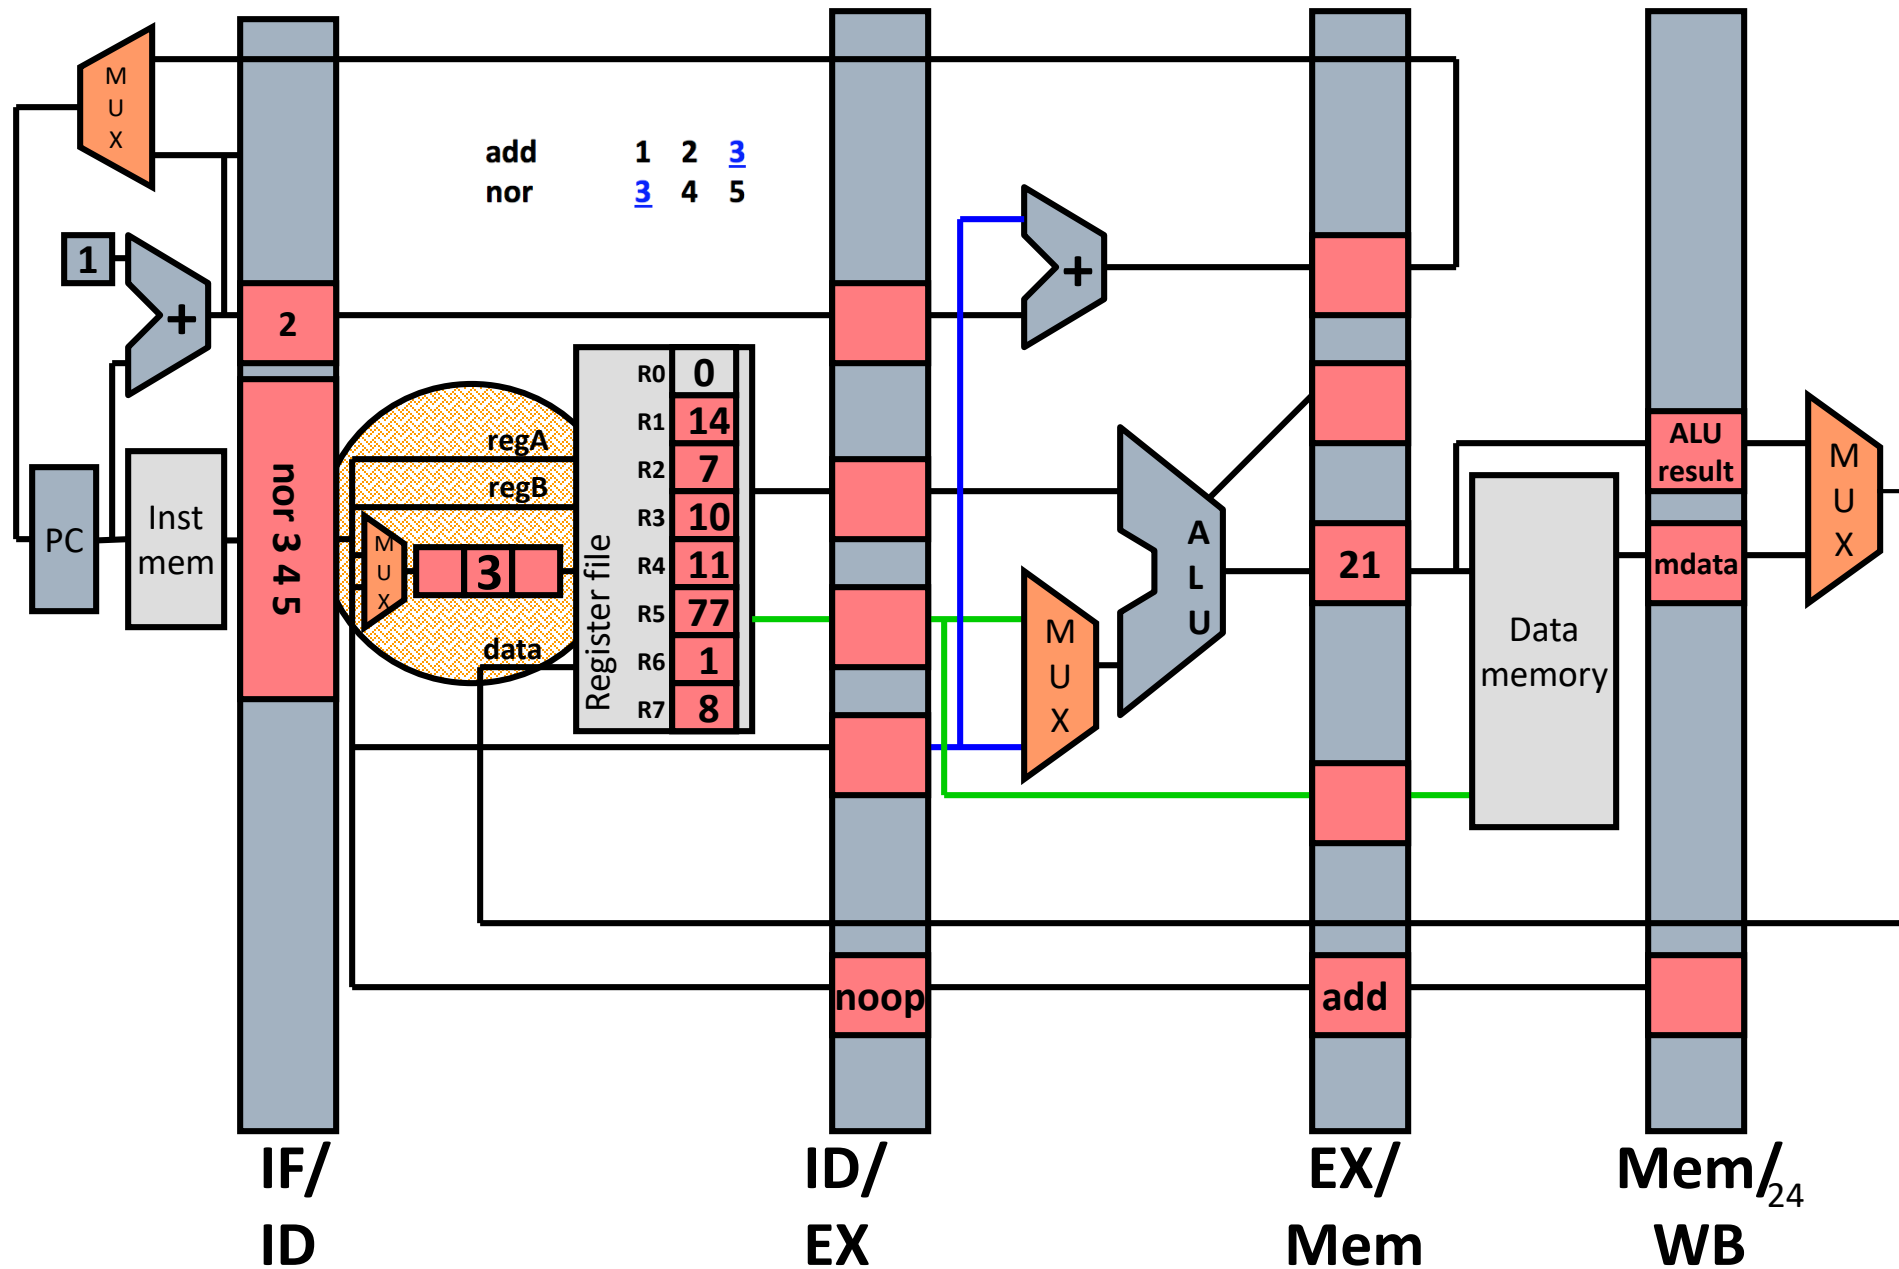 M
U
X
add 1 2 3
nor 3 4 5
1
+
2
+
R0 0
R1 14
R2 7
R3 10
R4 11
R5 77
R6 1
R7 8
Register file
regA
regB
M
U
X
3
data
PC
Inst
mem
nor 3 4 5
M
U
X
A
L
U
21
ALU
result
mdata
Data
memory
M
U
X
noop
add
IF/
ID
ID/
EX
EX/
Mem
Mem/
WB
24